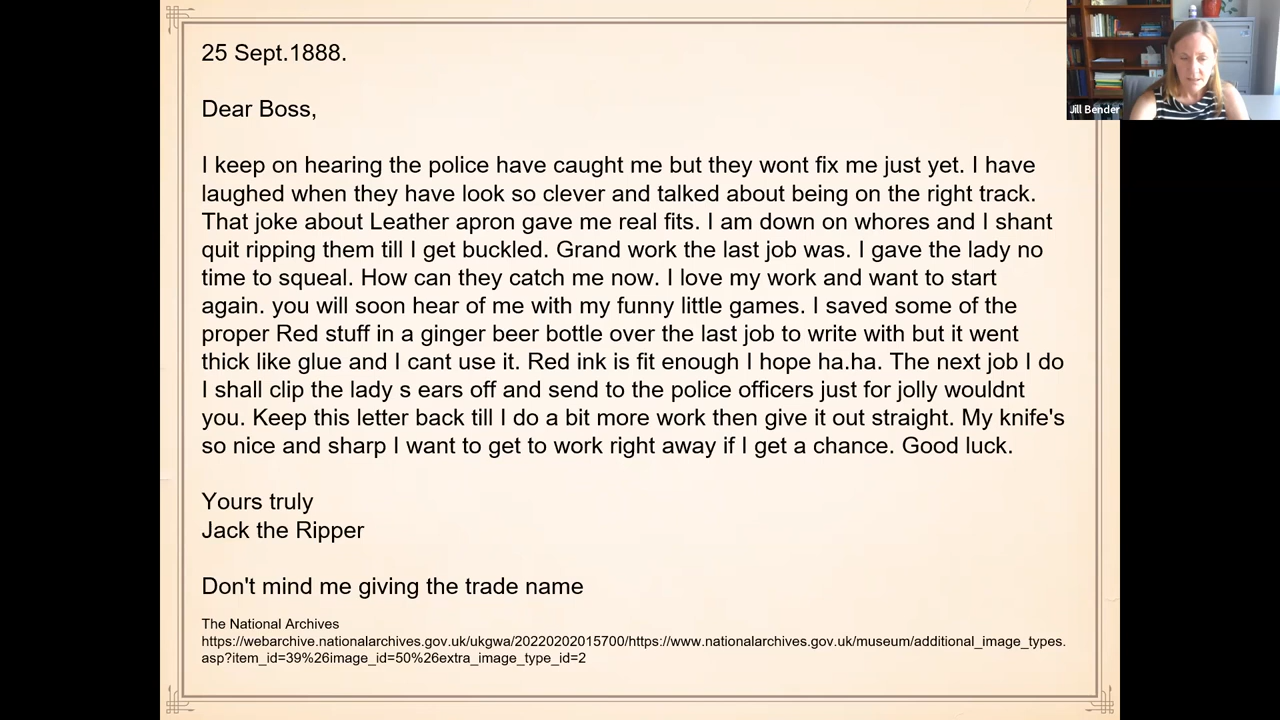 25 Sept.1888.
Dear Boss,
I keep on hearing the police have caught me but they wont fix me just yet. I have
laughed when they have look so clever and talked about being on the right track.
That joke about Leather apron gave me real fits. I am down on whores and I shant
quit ripping them till I get buckled. Grand work the last job was. I gave the lady no
time to squeal. How can they catch me now. I love my work and want to start
again. you will soon hear of me with my funny little games. I saved some of the
proper Red stuff in a ginger beer bottle over the last job to write with but it went
thick like glue and I cant use it. Red ink is fit enough I hope ha.ha. The next job I do
I shall clip the lady s ears off and send to the police officers just for jolly wouldnt
you. Keep this letter back till I do a bit more work then give it out straight. My knife's
so nice and sharp I want to get to work right away if I get a chance. Good luck.
Yours truly
Jack the Ripper
Don't mind me giving the trade name
The National Archives
https://webarchive.nationalarchives.gov.uk/ukgwa/20220202015700/https://www.nationalarchives.gov.uk/museum/additional_image_types.
asp?item_id=39%26image_id=50%26extra_image_type_id=2
Jill Bender